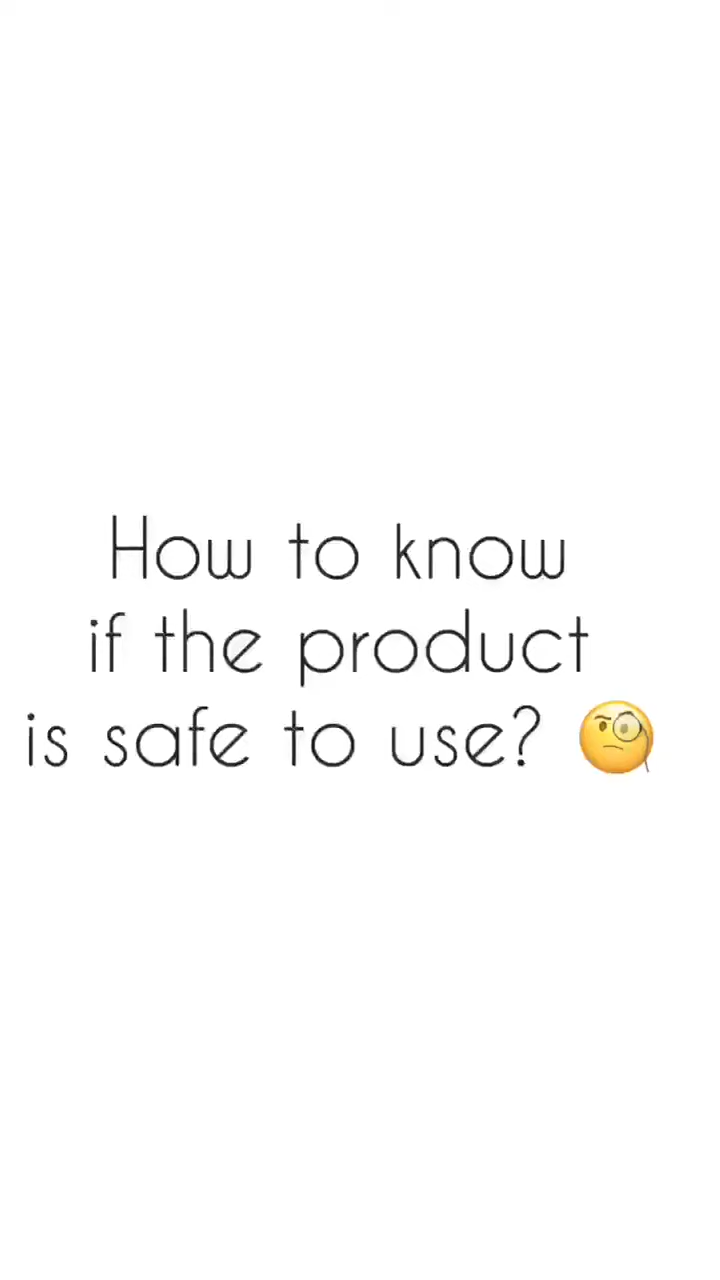 How to know
if the product
is safe to use? 🧐